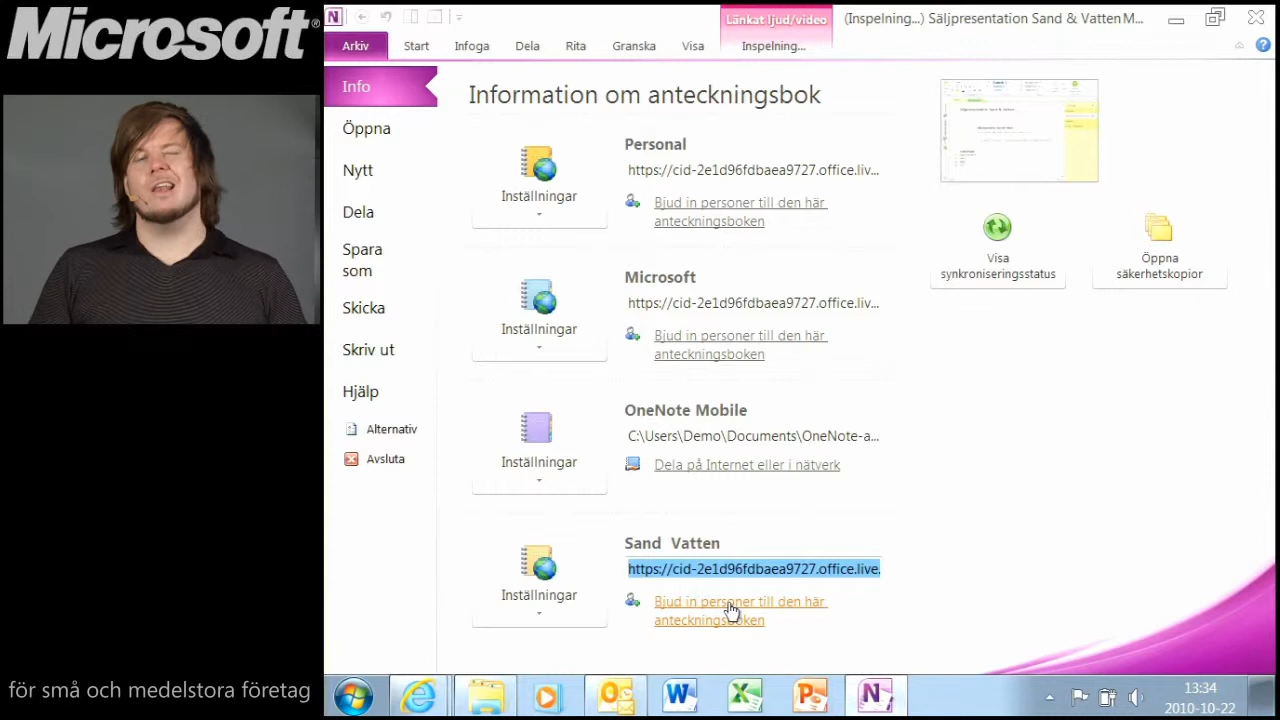 Microsoft®
för små och medelstora företag
Länkat ljud/video
(Inspelning...) Säljpresentation Sand & Vatten M...
Arkiv
Start
Infoga
Dela
Rita
Granska
Visa
Inspelning...
Info
Öppna
Nytt
Dela
Spara
som
Skicka
Skriv ut
Hjälp
Alternativ
Avsluta
Information om anteckningsbok
Inställningar
Personal
https://cid-2e1d96fdbaea9727.office.liv...
Bjud in personer till den här
anteckningsboken
Inställningar
Microsoft
https://cid-2e1d96fdbaea9727.office.liv...
Bjud in personer till den här
anteckningsboken
Inställningar
OneNote Mobile
C:\Users\Demo\Documents\OneNote-a...
Dela på Internet eller i nätverk
Inställningar
Sand Vatten
https://cid-2e1d96fdbaea9727.office.live.
Bjud in personer till den här
anteckningsboken
Visa
synkroniseringsstatus
Öppna
säkerhetskopior
13:34
2010-10-22